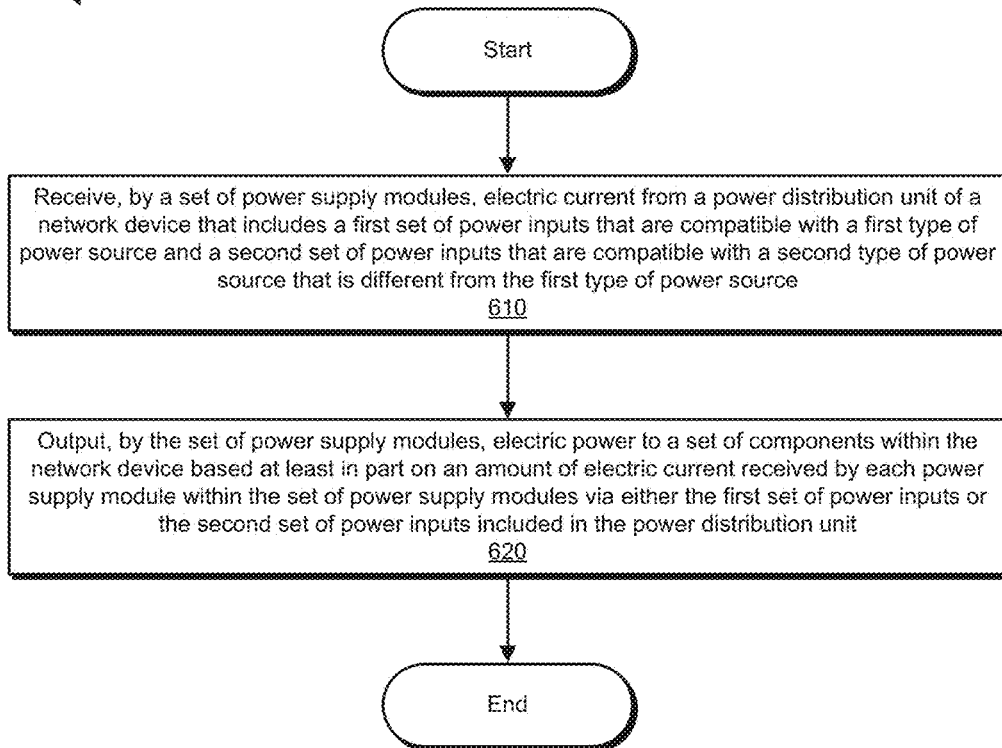 Start
Receive, by a set of power supply modules, electric current from a power distribution unit of a
network device that includes a first set of power inputs that are compatible with a first type of
power source and a second set of power inputs that are compatible with a second type of power
source that is different from the first type of power source
610
Output, by the set of power supply modules, electric power to a set of components within the
network device based at least in part on an amount of electric current received by each power
supply module within the set of power supply modules via either the first set of power inputs or
the second set of power inputs included in the power distribution unit
620
End